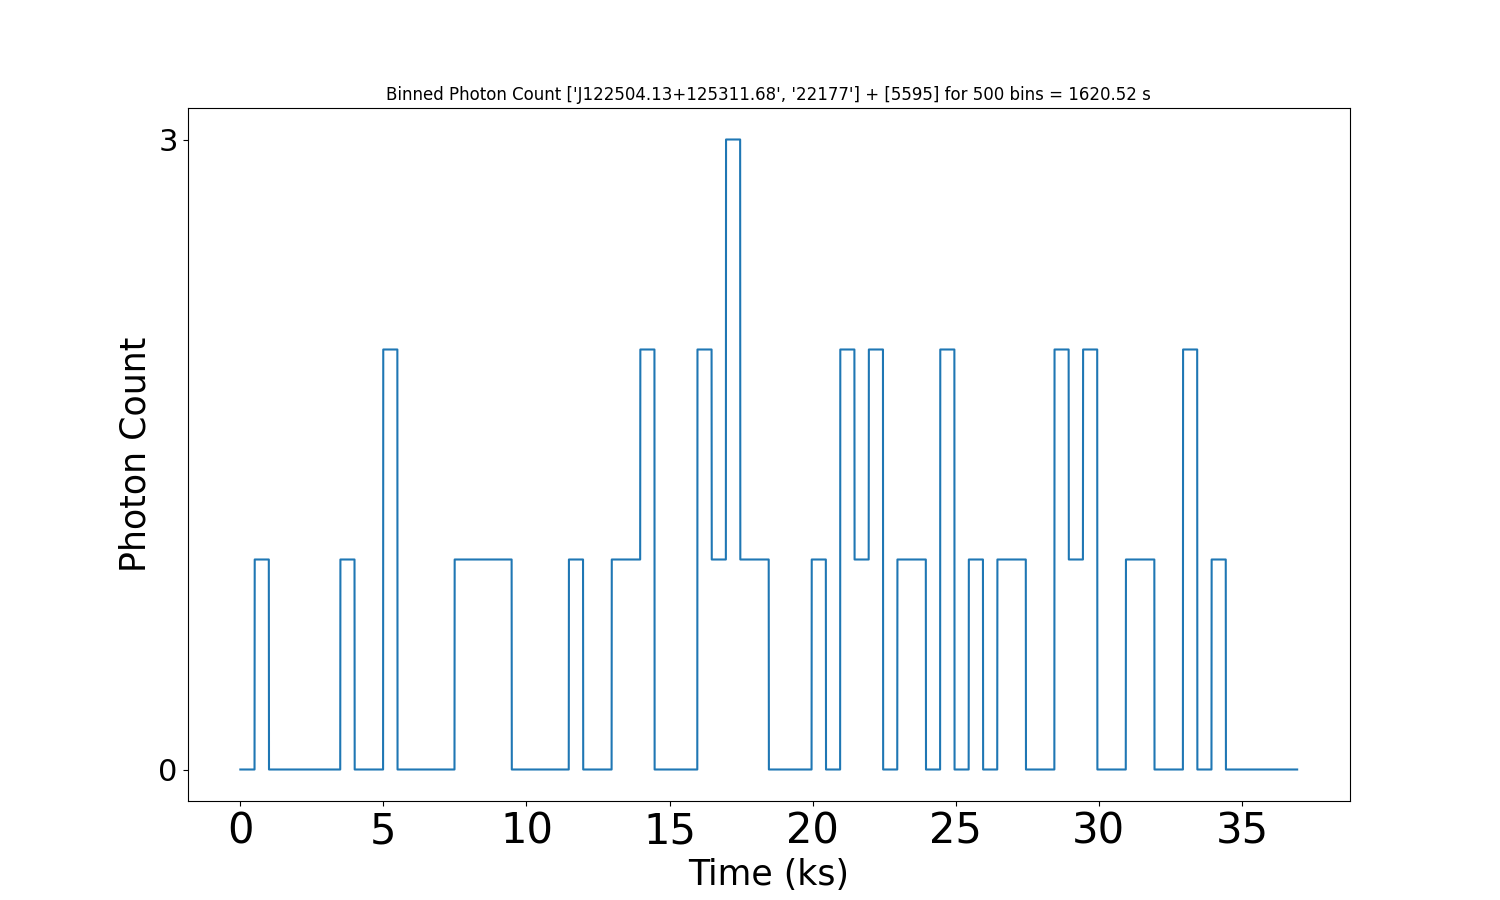 Binned Photon Count ['J122504.13+125311.68', '22177'] + [5595] for 500 bins = 1620.52 s
3
Photon Count
0
0 5 10 15 20 25 30 35
Time (ks)